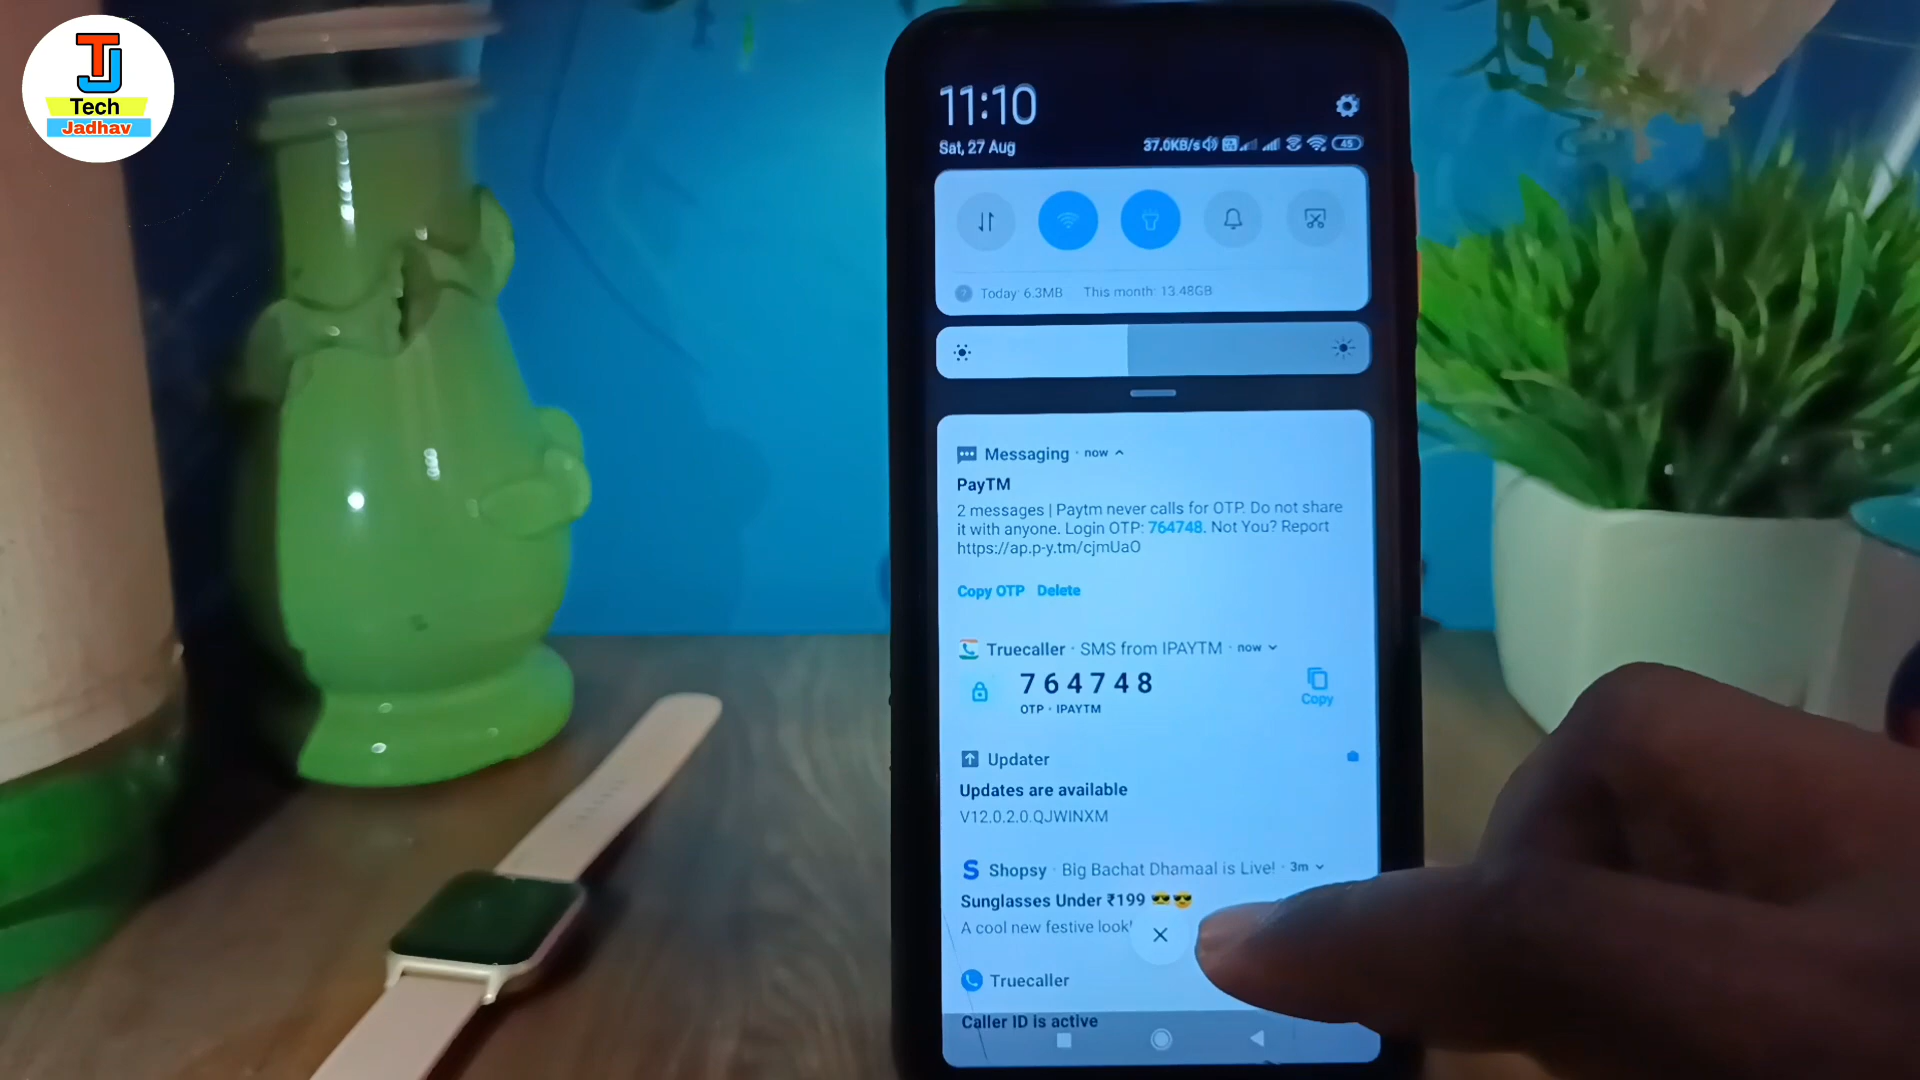 TJ
Tech
Jadhav
11:10
Sat, 27 Aug
37.0KB/s 45
Today: 6.3MB This month: 13.48GB
Messaging · now
PayTM
2 messages | Paytm never calls for OTP. Do not share
it with anyone. Login OTP: 764748. Not You? Report
https://ap.p-y.tm/cjmUaO
Copy OTP Delete
Truecaller · SMS from IPAYTM · now
764748
OTP · IPAYTM
Copy
Updater
Updates are available
V12.0.2.0.QJWINXM
Shopsy · Big Bachat Dhamaal is Live! · 3m
Sunglasses Under ₹199 😎😎
A cool new festive look!
Truecaller
Caller ID is active